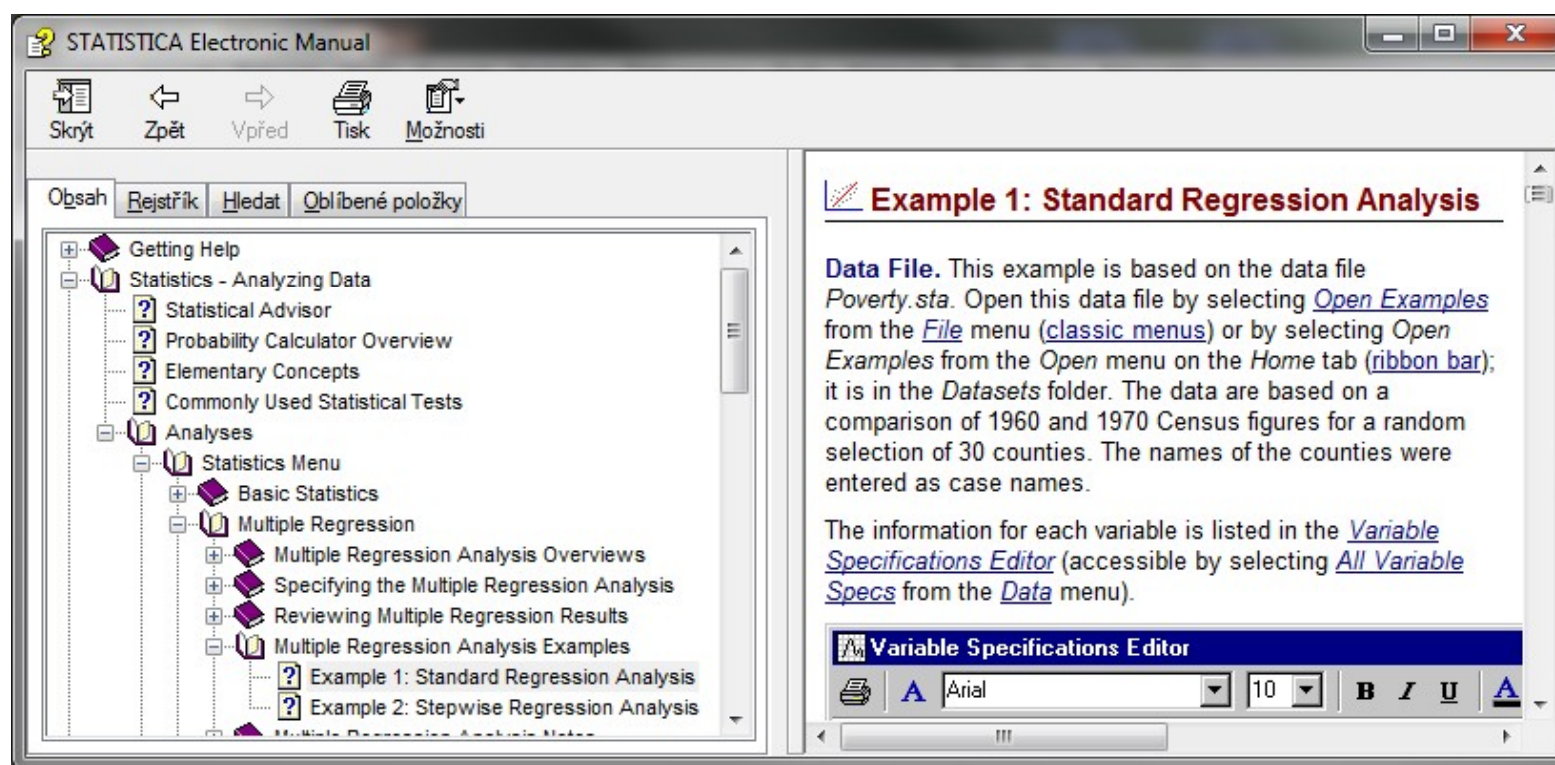 STATISTICA Electronic Manual
Skrýt Zpět Vpřed Tisk Možnosti
Obsah Rejstřík Hledat Oblíbené položky
Getting Help
Statistics - Analyzing Data
Statistical Advisor
Probability Calculator Overview
Elementary Concepts
Commonly Used Statistical Tests
Analyses
Statistics Menu
Basic Statistics
Multiple Regression
Multiple Regression Analysis Overviews
Specifying the Multiple Regression Analysis
Reviewing Multiple Regression Results
Multiple Regression Analysis Examples
Example 1: Standard Regression Analysis
Example 2: Stepwise Regression Analysis
Multiple Regression Analysis Notes
Example 1: Standard Regression Analysis
Data File. This example is based on the data file
Poverty.sta. Open this data file by selecting Open Examples
from the File menu (classic menus) or by selecting Open
Examples from the Open menu on the Home tab (ribbon bar);
it is in the Datasets folder. The data are based on a
comparison of 1960 and 1970 Census figures for a random
selection of 30 counties. The names of the counties were
entered as case names.
The information for each variable is listed in the Variable
Specifications Editor (accessible by selecting All Variable
Specs from the Data menu).
Variable Specifications Editor
A Arial 10 B I U A